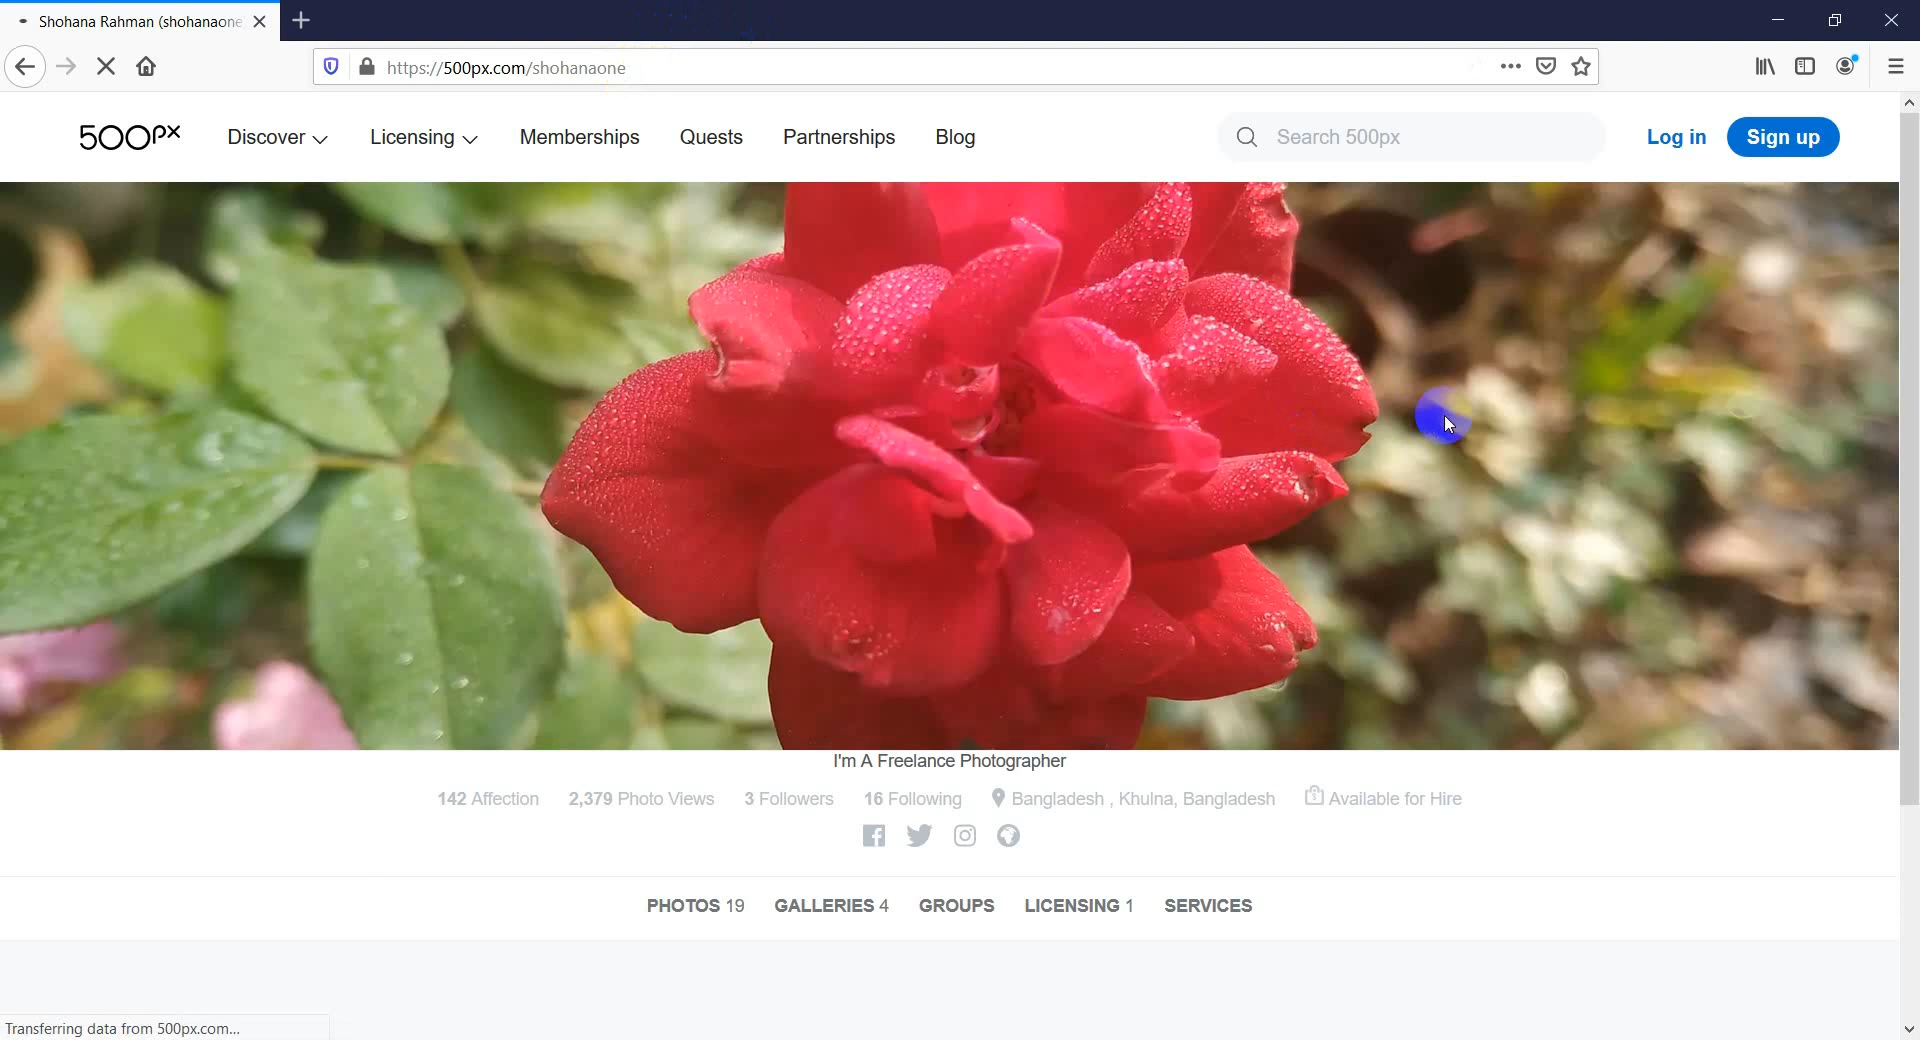 Shohana Rahman (shohanaone
https://500px.com/shohanaone
500px
Discover
Licensing
Memberships
Quests
Partnerships
Blog
Search 500px
Log in
Sign up
I'm A Freelance Photographer
142 Affection
2,379 Photo Views
3 Followers
16 Following
Bangladesh , Khulna, Bangladesh
Available for Hire
PHOTOS 19
GALLERIES 4
GROUPS
LICENSING 1
SERVICES
Transferring data from 500px.com...